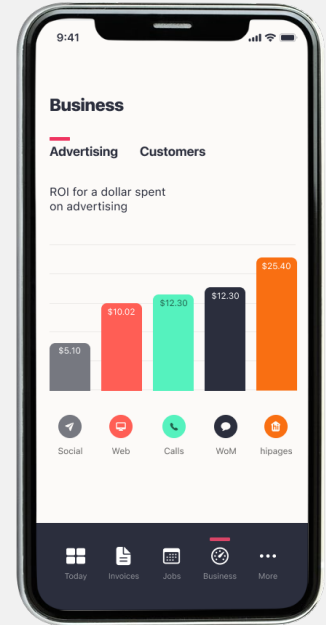 9:41
Business
Advertising Customers
ROI for a dollar spent
on advertising
$25.40
$12.30
$12.30
$10.02
$5.10
Social Web Calls WoM hipages
Today Invoices Jobs Business More